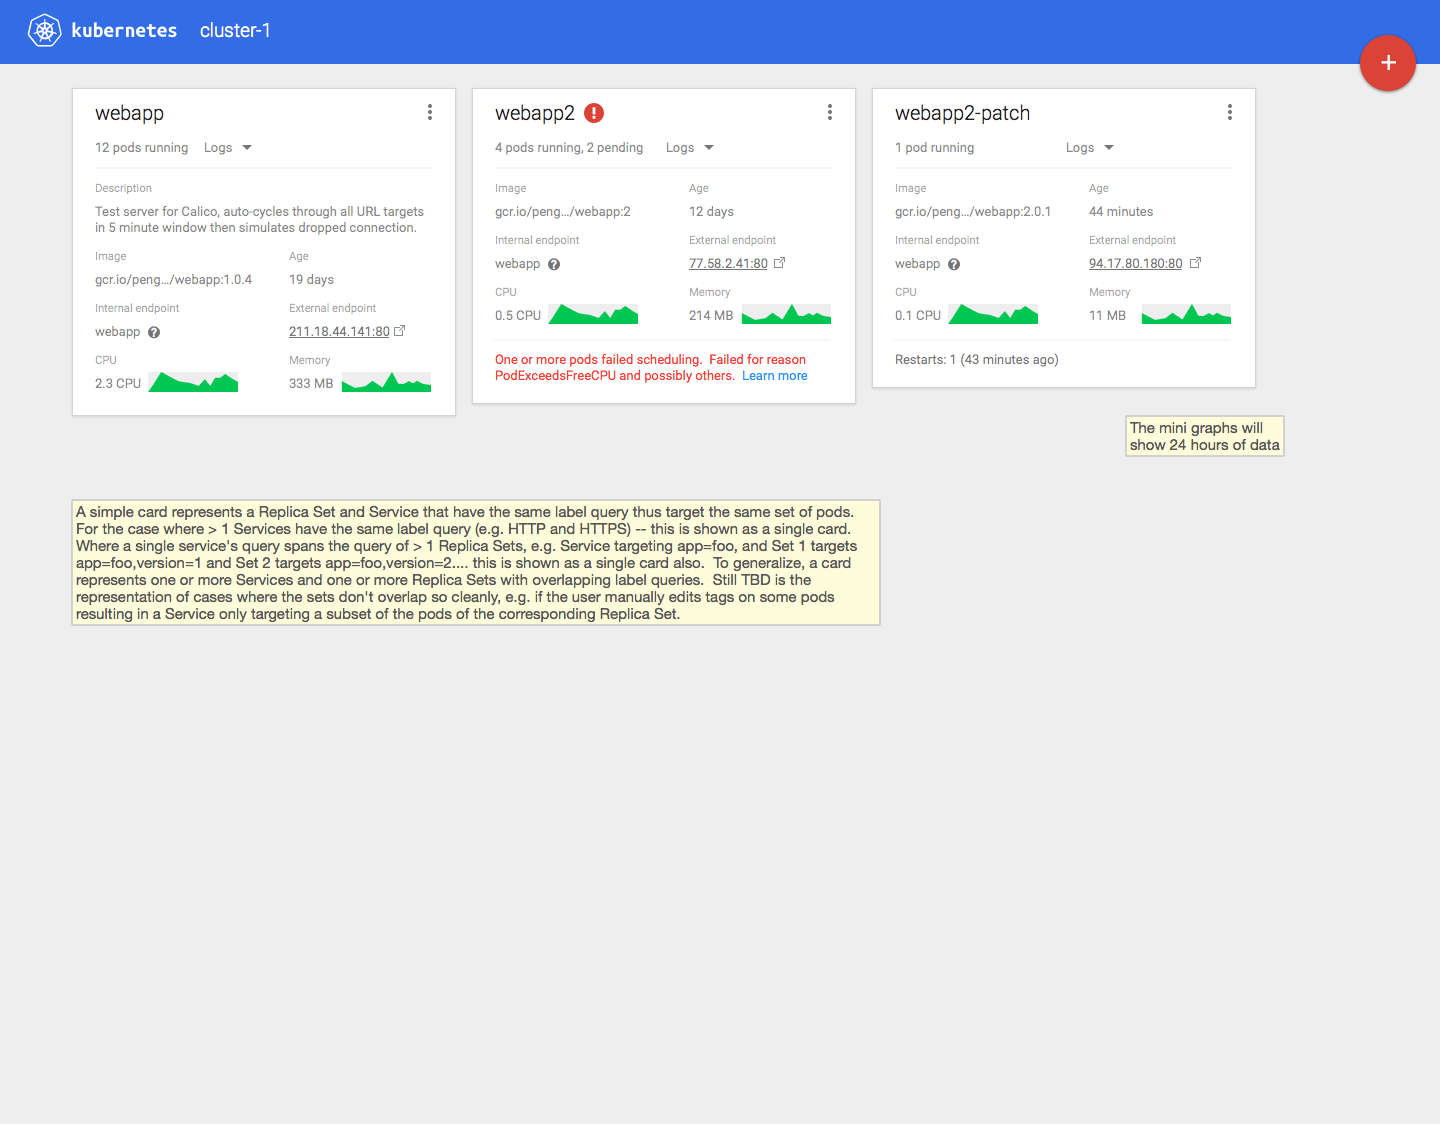 kubernetes cluster-1
+
webapp
12 pods running Logs
Description
Test server for Calico, auto-cycles through all URL targets
in 5 minute window then simulates dropped connection.
Image Age
gcr.io/peng.../webapp:1.0.4 19 days
Internal endpoint External endpoint
webapp ? 211.18.44.141:80
CPU Memory
2.3 CPU 333 MB
webapp2 !
4 pods running, 2 pending Logs
Image Age
gcr.io/peng.../webapp:2 12 days
Internal endpoint External endpoint
webapp ? 77.58.2.41:80
CPU Memory
0.5 CPU 214 MB
One or more pods failed scheduling. Failed for reason
PodExceedsFreeCPU and possibly others. Learn more
webapp2-patch
1 pod running Logs
Image Age
gcr.io/peng.../webapp:2.0.1 44 minutes
Internal endpoint External endpoint
webapp ? 94.17.80.180:80
CPU Memory
0.1 CPU 11 MB
Restarts: 1 (43 minutes ago)
The mini graphs will
show 24 hours of data
A simple card represents a Replica Set and Service that have the same label query thus target the same set of pods.
For the case where > 1 Services have the same label query (e.g. HTTP and HTTPS) -- this is shown as a single card.
Where a single service's query spans the query of > 1 Replica Sets, e.g. Service targeting app=foo, and Set 1 targets
app=foo,version=1 and Set 2 targets app=foo,version=2.... this is shown as a single card also. To generalize, a card
represents one or more Services and one or more Replica Sets with overlapping label queries. Still TBD is the
representation of cases where the sets don't overlap so cleanly, e.g. if the user manually edits tags on some pods
resulting in a Service only targeting a subset of the pods of the corresponding Replica Set.